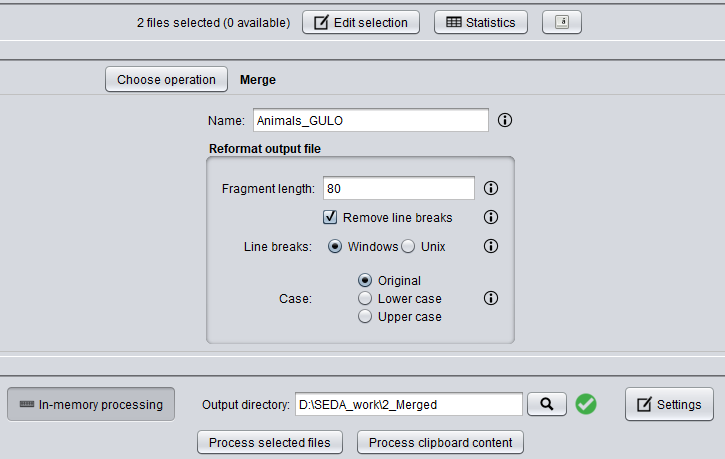 2 files selected (0 available) Edit selection Statistics
Choose operation Merge
Name: Animals_GULO
Reformat output file
Fragment length: 80
Remove line breaks
Line breaks: Windows Unix
Original
Case: Lower case
Upper case
In-memory processing Output directory: D:\SEDA_work\2_Merged Settings
Process selected files Process clipboard content